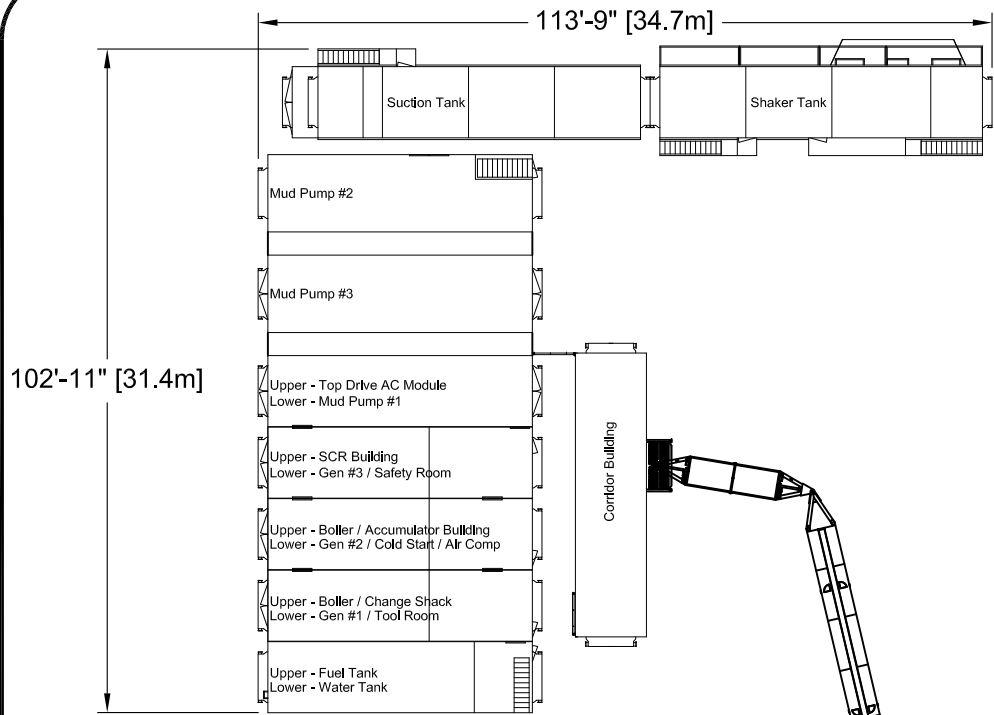 113'-9" [34.7m]
Suction Tank
Shaker Tank
Mud Pump #2
Mud Pump #3
102'-11" [31.4m]
Upper - Top Drive AC Module
Lower - Mud Pump #1
Upper - SCR Building
Lower - Gen #3 / Safety Room
Corridor Building
Upper - Boiler / Accumulator Building
Lower - Gen #2 / Cold Start / Air Comp
Upper - Boiler / Change Shack
Lower - Gen #1 / Tool Room
Upper - Fuel Tank
Lower - Water Tank